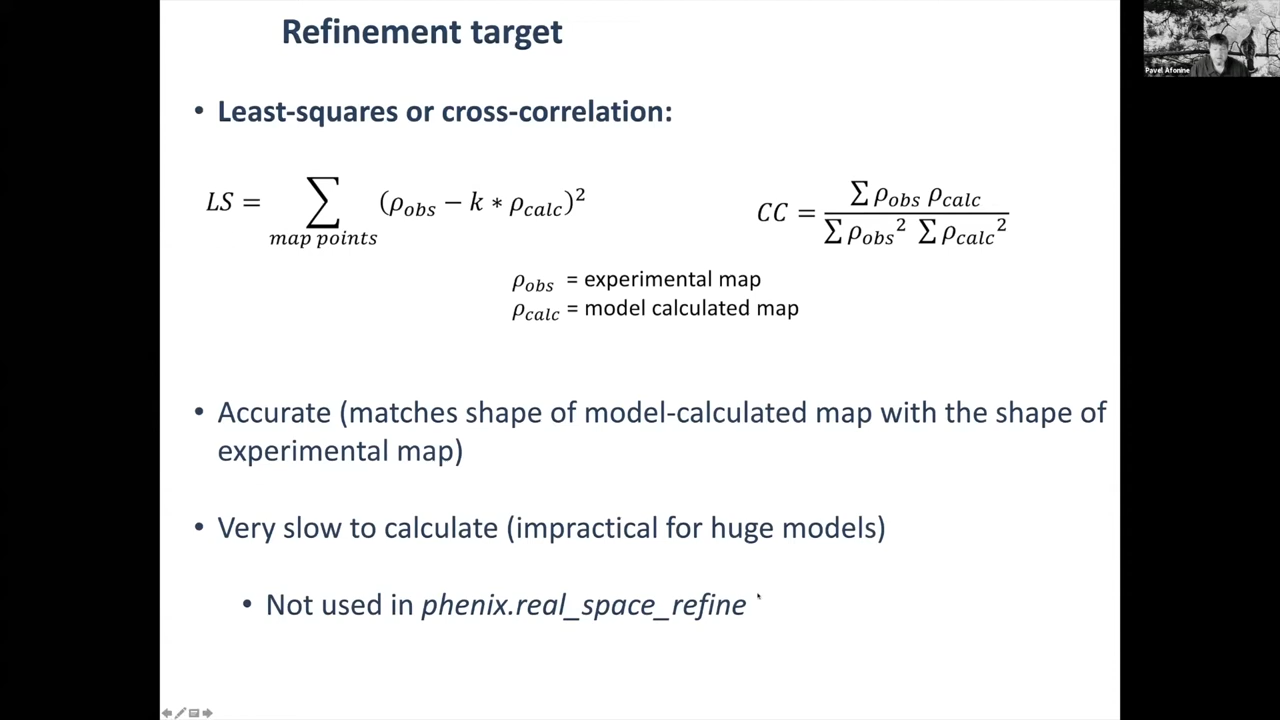 Refinement target
Pavel Afonine
• Least-squares or cross-correlation:
LS = ∑ (ρobs − k * ρcalc)²
map points
CC = ∑ ρobs ρcalc / ∑ ρobs² ∑ ρcalc²
ρobs = experimental map
ρcalc = model calculated map
• Accurate (matches shape of model-calculated map with the shape of
experimental map)
• Very slow to calculate (impractical for huge models)
• Not used in phenix.real_space_refine